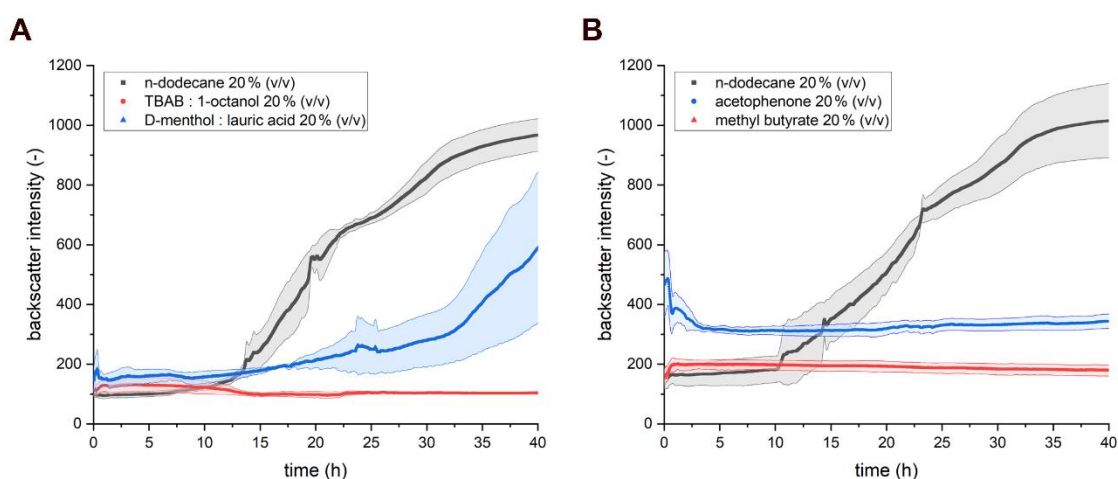 A
B
n-dodecane 20 % (v/v)
TBAB : 1-octanol 20 % (v/v)
D-menthol : lauric acid 20 % (v/v)
backscatter intensity (-)
1200
1000
800
600
400
200
0
0 5 10 15 20 25 30 35 40
time (h)
n-dodecane 20 % (v/v)
acetophenone 20 % (v/v)
methyl butyrate 20 % (v/v)
backscatter intensity (-)
1200
1000
800
600
400
200
0
0 5 10 15 20 25 30 35 40
time (h)